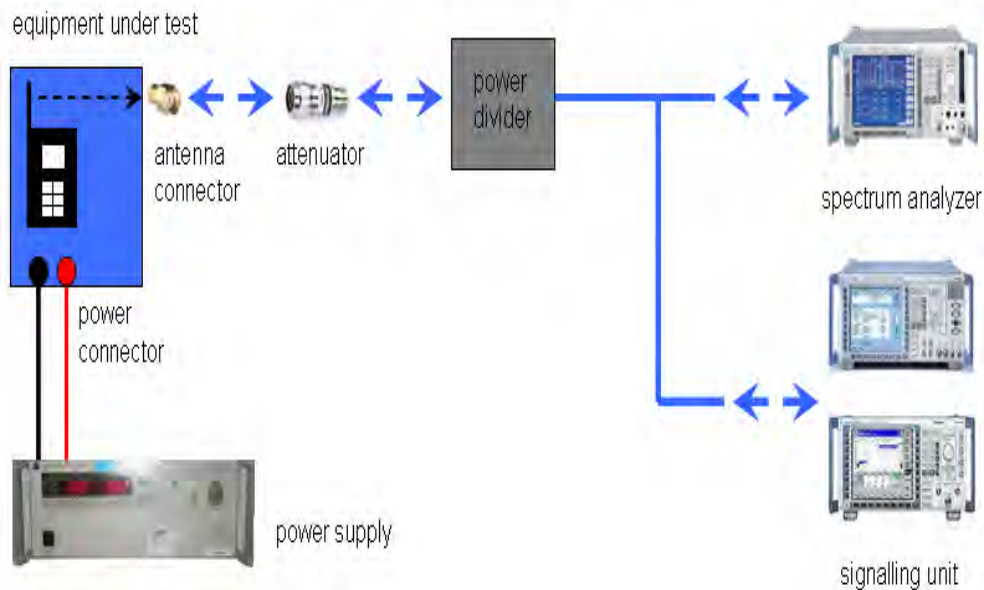 equipment under test
antenna
connector
attenuator
power
divider
spectrum analyzer
power
connector
power supply
signalling unit